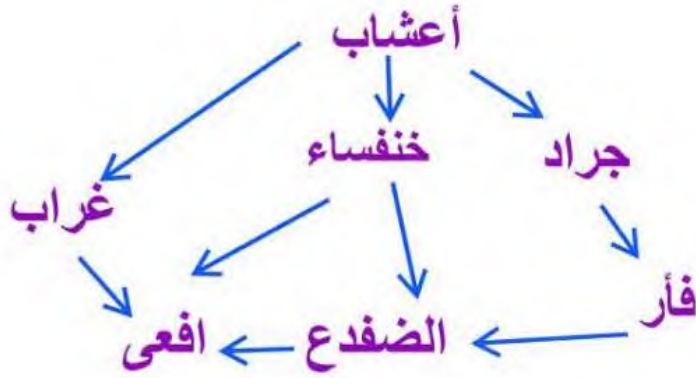 أعشاب
خنفساء
جراد
غراب
فأر
الضفدع
افعى